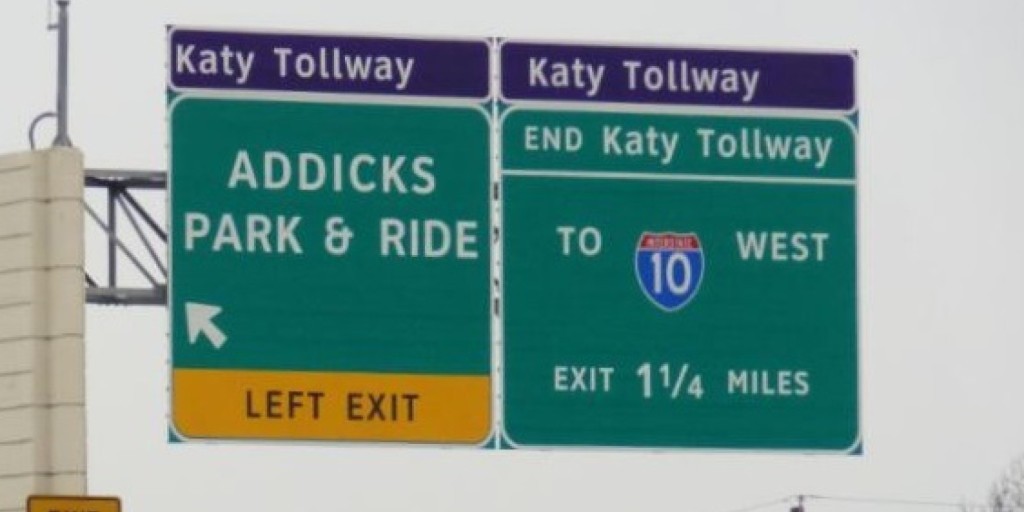 Katy Tollway
ADDICKS
PARK & RIDE
LEFT EXIT
Katy Tollway
END Katy Tollway
TO INTERSTATE 10 WEST
EXIT 1 1/4 MILES